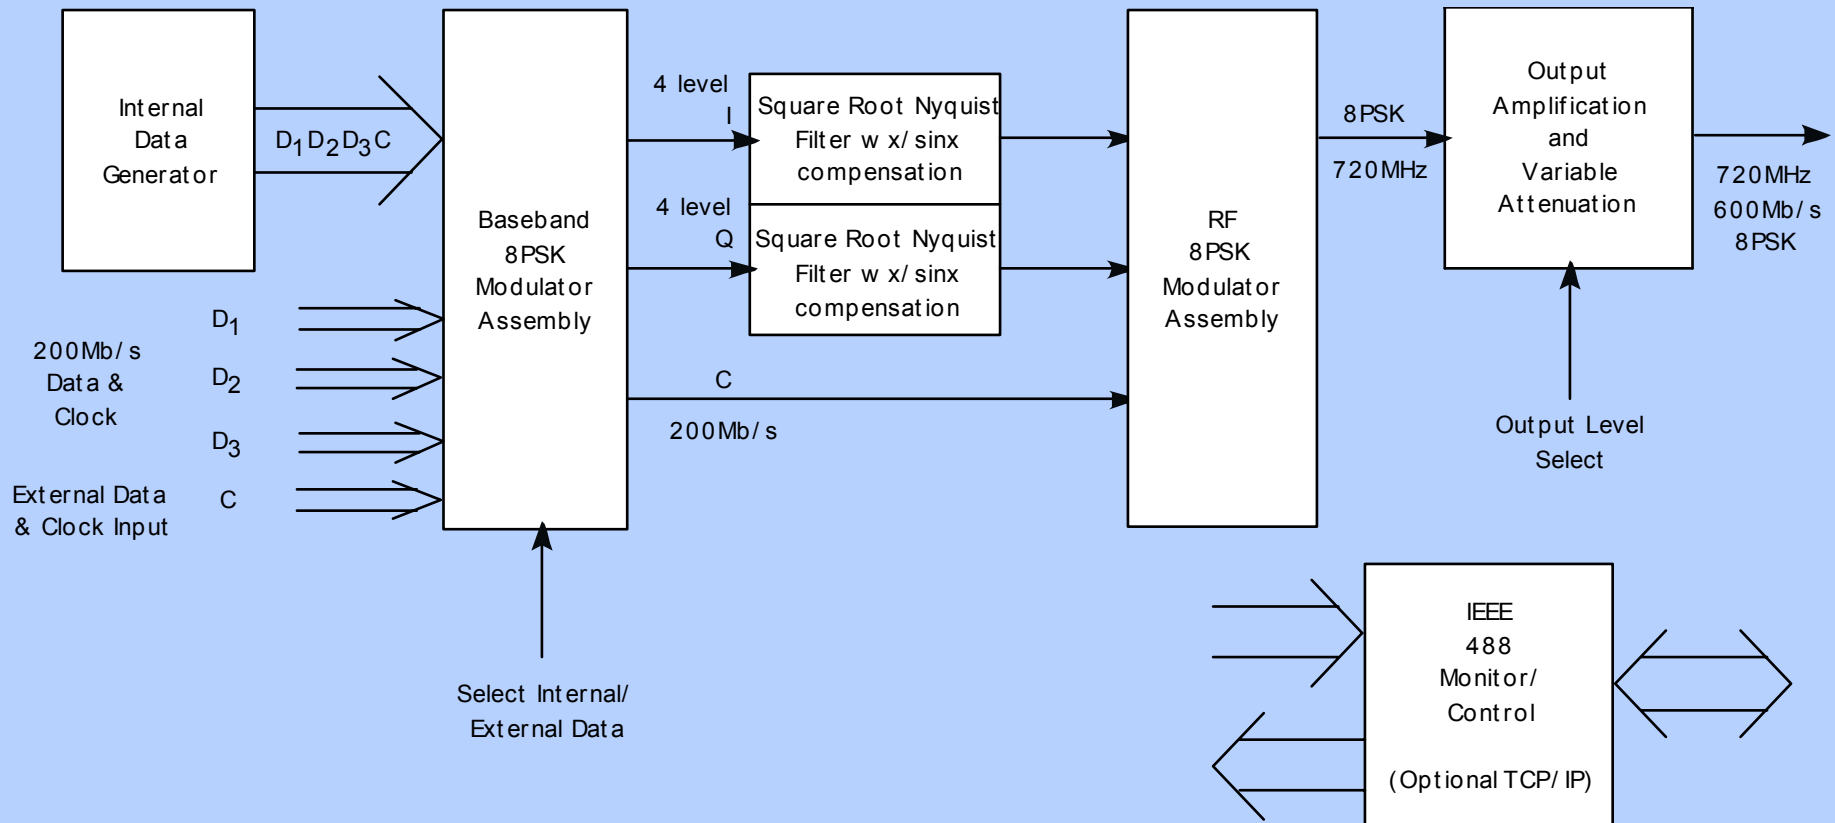 Internal
Data
Generator
D1D2D3C
D1
200Mb/s
Data &
Clock
D2
D3
External Data
& Clock Input
C
Baseband
8PSK
Modulator
Assembly
Select Internal/
External Data
4 level
I
4 level
Q
Square Root Nyquist
Filter w x/sinx
compensation
Square Root Nyquist
Filter w x/sinx
compensation
C
200Mb/s
RF
8PSK
Modulator
Assembly
8PSK
720MHz
Output
Amplification
and
Variable
Attenuation
720MHz
600Mb/s
8PSK
Output Level
Select
IEEE
488
Monitor/
Control
(Optional TCP/IP)